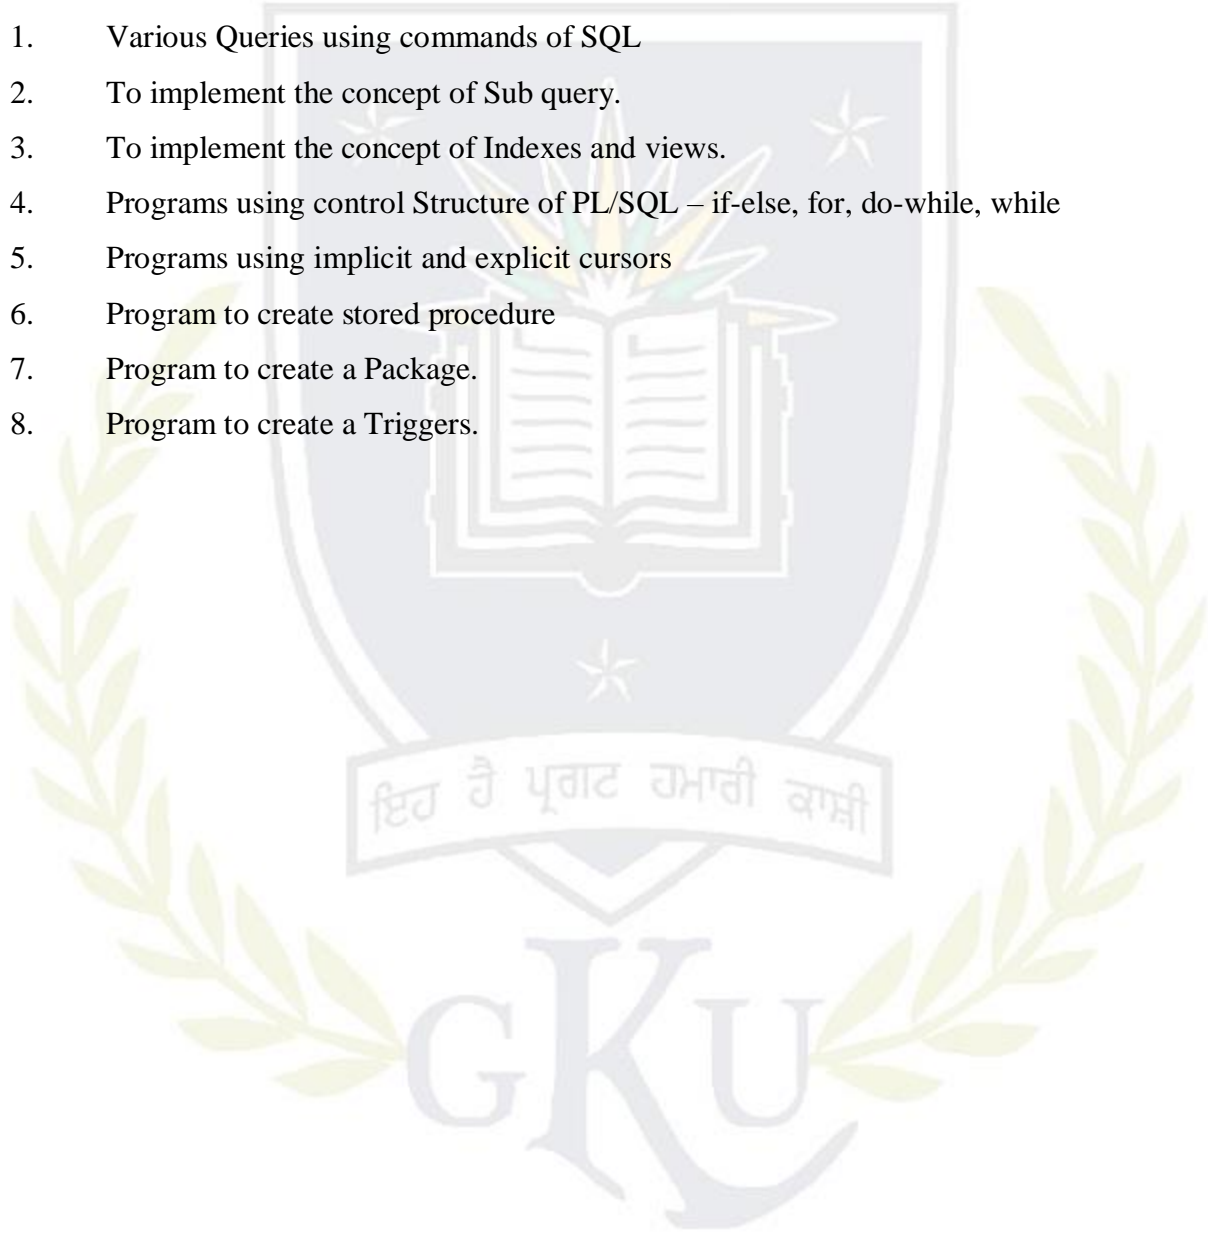 1. Various Queries using commands of SQL
2. To implement the concept of Sub query.
3. To implement the concept of Indexes and views.
4. Programs using control Structure of PL/SQL – if-else, for, do-while, while
5. Programs using implicit and explicit cursors
6. Program to create stored procedure
7. Program to create a Package.
8. Program to create a Triggers.
ਇਹ ਹੈ ਪ੍ਰਗਟ ਹਮਾਰੀ ਕਾਸ਼ੀ
GKU